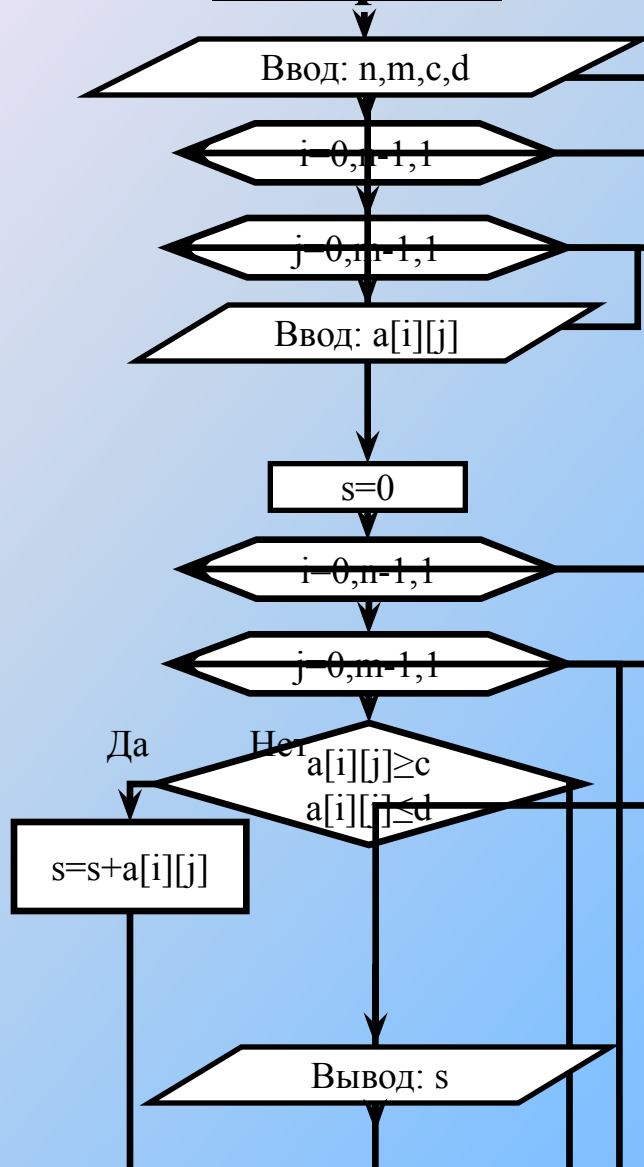 Ввод: n,m,c,d
i=0,n-1,1
j=0,m-1,1
Ввод: a[i][j]
s=0
i=0,n-1,1
j=0,m-1,1
Да
Нет
a[i][j]≥c
a[i][j]≤d
s=s+a[i][j]
Вывод: s